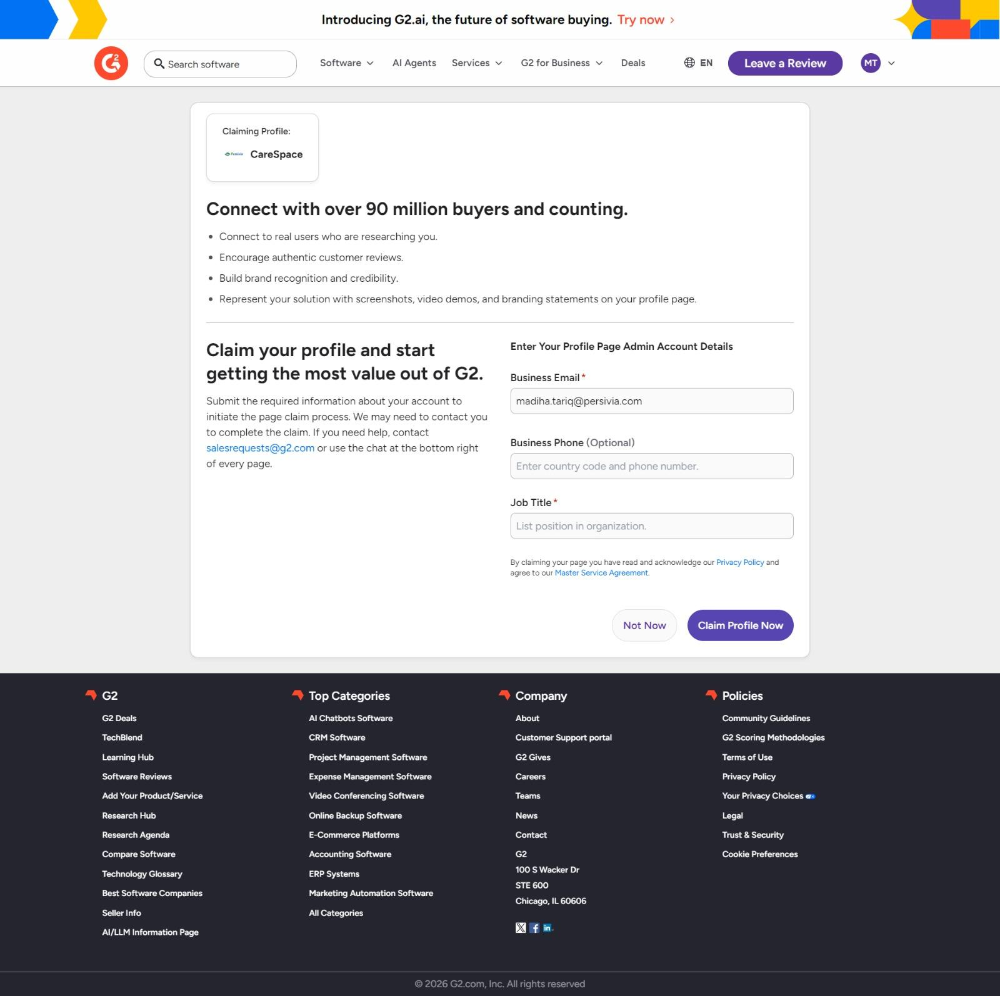 Introducing G2.ai, the future of software buying. Try now
G2
Search software
Software
AI Agents
Services
G2 for Business
Deals
EN
Leave a Review
MT
Claiming Profile:
Persivia
CareSpace
Connect with over 90 million buyers and counting.
Connect to real users who are researching you.
Encourage authentic customer reviews.
Build brand recognition and credibility.
Represent your solution with screenshots, video demos, and branding statements on your profile page.
Claim your profile and start
getting the most value out of G2.
Submit the required information about your account to
initiate the page claim process. We may need to contact you
to complete the claim. If you need help, contact
salesrequests@g2.com or use the chat at the bottom right
of every page.
Enter Your Profile Page Admin Account Details
Business Email*
madiha.tariq@persivia.com
Business Phone (Optional)
Enter country code and phone number.
Job Title*
List position in organization.
By claiming your page you have read and acknowledge our Privacy Policy and
agree to our Master Service Agreement.
Not Now
Claim Profile Now
G2
G2 Deals
TechBlend
Learning Hub
Software Reviews
Add Your Product/Service
Research Hub
Research Agenda
Compare Software
Technology Glossary
Best Software Companies
Seller Info
AI/LLM Information Page
Top Categories
AI Chatbots Software
CRM Software
Project Management Software
Expense Management Software
Video Conferencing Software
Online Backup Software
E-Commerce Platforms
Accounting Software
ERP Systems
Marketing Automation Software
All Categories
Company
About
Customer Support portal
G2 Gives
Careers
Teams
News
Contact
G2
100 S Wacker Dr
STE 600
Chicago, IL 60606
Policies
Community Guidelines
G2 Scoring Methodologies
Terms of Use
Privacy Policy
Your Privacy Choices
Legal
Trust & Security
Cookie Preferences
© 2026 G2.com, Inc. All rights reserved